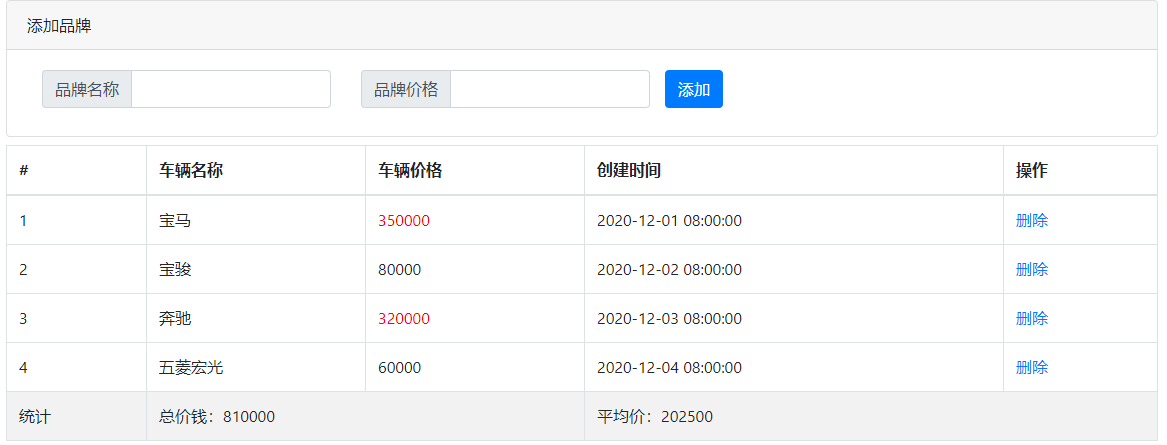 添加品牌
品牌名称 品牌价格 添加
# 车辆名称 车辆价格 创建时间 操作
1 宝马 350000 2020-12-01 08:00:00 删除
2 宝骏 80000 2020-12-02 08:00:00 删除
3 奔驰 320000 2020-12-03 08:00:00 删除
4 五菱宏光 60000 2020-12-04 08:00:00 删除
统计 总价钱：810000 平均价：202500